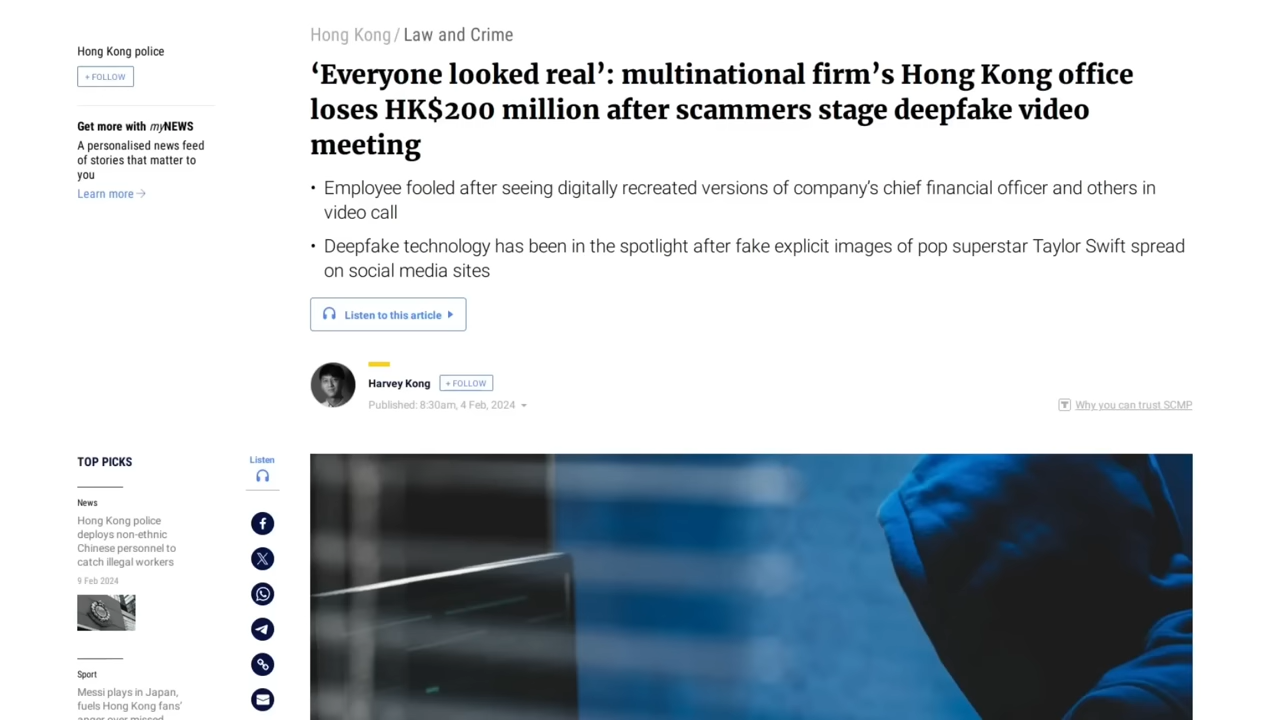 Hong Kong police
+ FOLLOW
Get more with myNEWS
A personalised news feed
of stories that matter to
you
Learn more
Hong Kong / Law and Crime
‘Everyone looked real’: multinational firm’s Hong Kong office
loses HK$200 million after scammers stage deepfake video
meeting
• Employee fooled after seeing digitally recreated versions of company’s chief financial officer and others in
video call
• Deepfake technology has been in the spotlight after fake explicit images of pop superstar Taylor Swift spread
on social media sites
Listen to this article
Harvey Kong + FOLLOW
Published: 8:30am, 4 Feb, 2024
Why you can trust SCMP
TOP PICKS
News
Hong Kong police
deploys non-ethnic
Chinese personnel to
catch illegal workers
9 Feb 2024
Sport
Messi plays in Japan,
fuels Hong Kong fans’
anger over missed
Listen